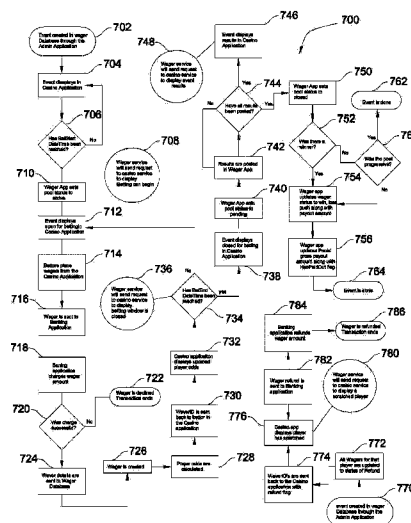 702
Event created in wager
Database through the
Admin Application
704
Event displays in
Casino Application
706
Has BetStart
DateTime been
reached?
No
Yes
710
Wager App sets
pool status to
active
708
Wager service
will send request
to casino service
to display
Betting can begin
712
Event displays
open for betting in Casino Application
714
Bettors place
wagers from the
Casino Application
716
Wager is sent to
Banking Application
718
Banking
application
charges wager
amount
720
Was charge
successful?
No
722
Wager is declined
Transaction ends
Yes
724
Wager details are
sent to Wager
Database
726
Wager is created
728
Player odds are
calculated
730
WagerID is sent
back to bettor in
the Casino
application
732
Casino application
displays updated
player odds
734
Has BetEnd
DateTime been
reached?
No
Yes
736
Wager service
will send request
to casino service
to display
betting window is
closed
738
Event displays
closed for betting
in Casino
Application
740
Wager App sets
pool status to
pending
742
Results are posted
in Wager App
744
Have all results
been posted?
No
Yes
Yes
746
Event displays
results in Casino
Application
748
Wager service
will send request
to casino service
to display event
results
700
750
Wager App sets
pool status to
closed
752
Was there a
winner?
No
Yes
Was the pool
progressive?
No
Yes
762
Event is done
754
Wager app
updates wager
status to win, loss
push along with
payout amount
756
Wager app
updates
payout amount
along with
HasPaidOut flag
764
Event is done
770
Event created in wager
Database through the
Admin Application
772
All Wagers for that
player are updated
to status of Refund
774
WagerID's are
sent back to the
Casino
application with
refund flag
776
Casino app
displays player
has scratched
780
Wager service will
send request to
casino service to
display a
scratched player
782
Wager refund is
sent to Banking
application
784
Banking
application refunds
wager amount
786
Wager is refunded
Transaction ends